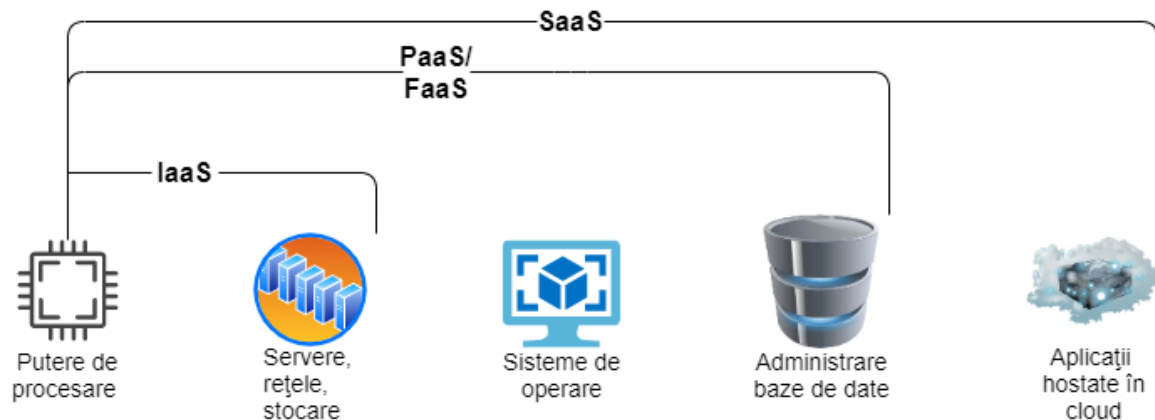 SaaS
PaaS/
FaaS
IaaS
Putere de
procesare
Servere,
reţele,
stocare
Sisteme de
operare
Administrare
baze de date
Aplicaţii
hostate în
cloud